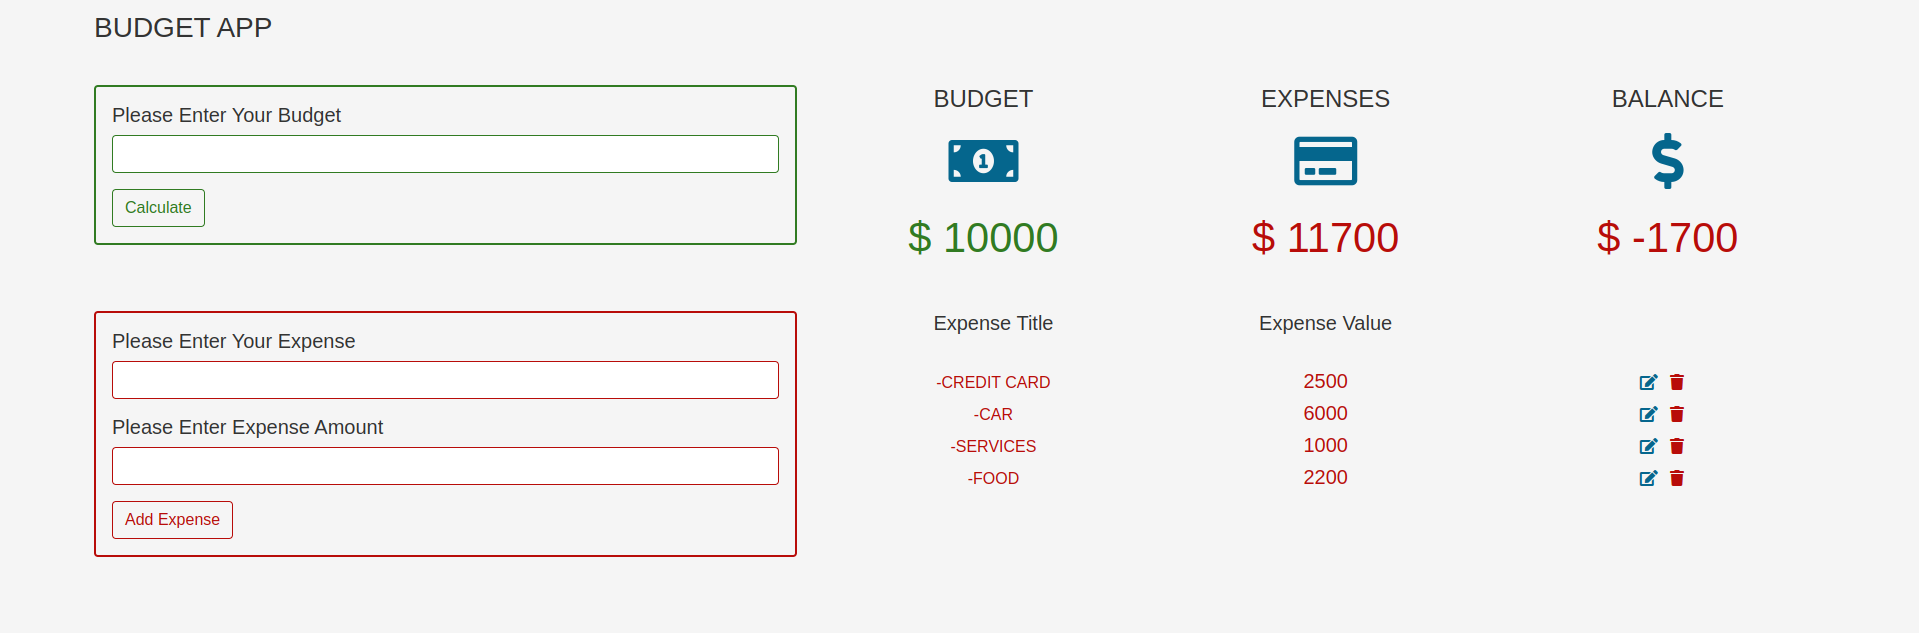 BUDGET APP
Please Enter Your Budget
Calculate
BUDGET EXPENSES BALANCE
1
$ 10000 $ 11700 $ -1700
Please Enter Your Expense
Please Enter Expense Amount
Add Expense
Expense Title Expense Value
-CREDIT CARD 2500
-CAR 6000
-SERVICES 1000
-FOOD 2200